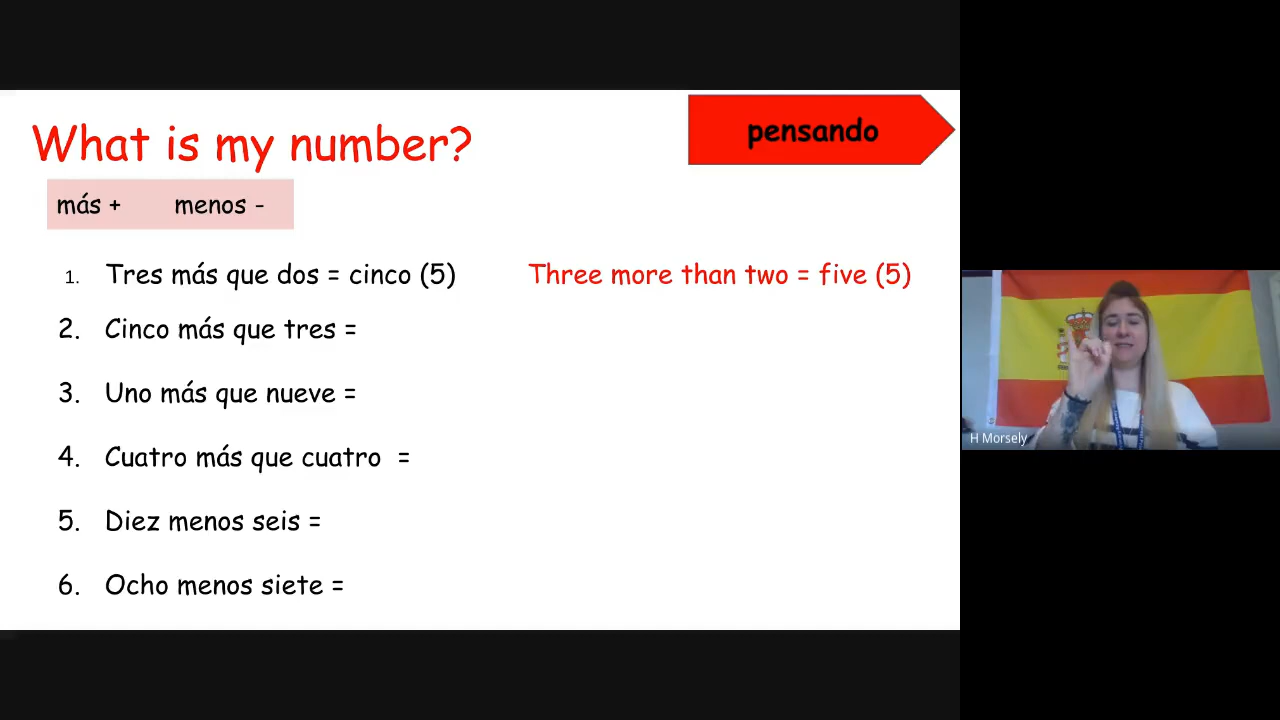 What is my number?
pensando
más + menos -
1. Tres más que dos = cinco (5) Three more than two = five (5)
2. Cinco más que tres =
3. Uno más que nueve =
4. Cuatro más que cuatro =
5. Diez menos seis =
6. Ocho menos siete =
H Morsely